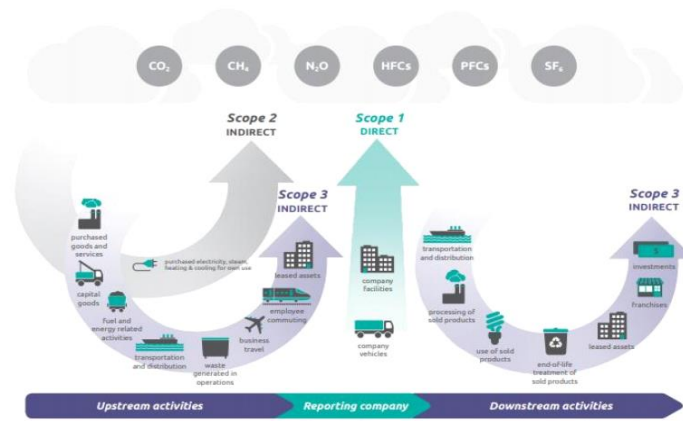 CO₂ CH₄ N₂O HFCs PFCs SF₆
Scope 2
INDIRECT
Scope 1
DIRECT
Scope 3
INDIRECT
Scope 3
INDIRECT
purchased
goods and
services
capital
goods
fuel and
energy related
activities
transportation
and distribution
waste
generated in
operations
business
travel
employee
commuting
leased assets
purchased electricity, steam,
heating & cooling for own use
company
facilities
company
vehicles
transportation
and distribution
processing of
sold products
use of sold
products
end-of-life
treatment of
sold products
leased assets
franchises
investments
Upstream activities
Reporting company
Downstream activities